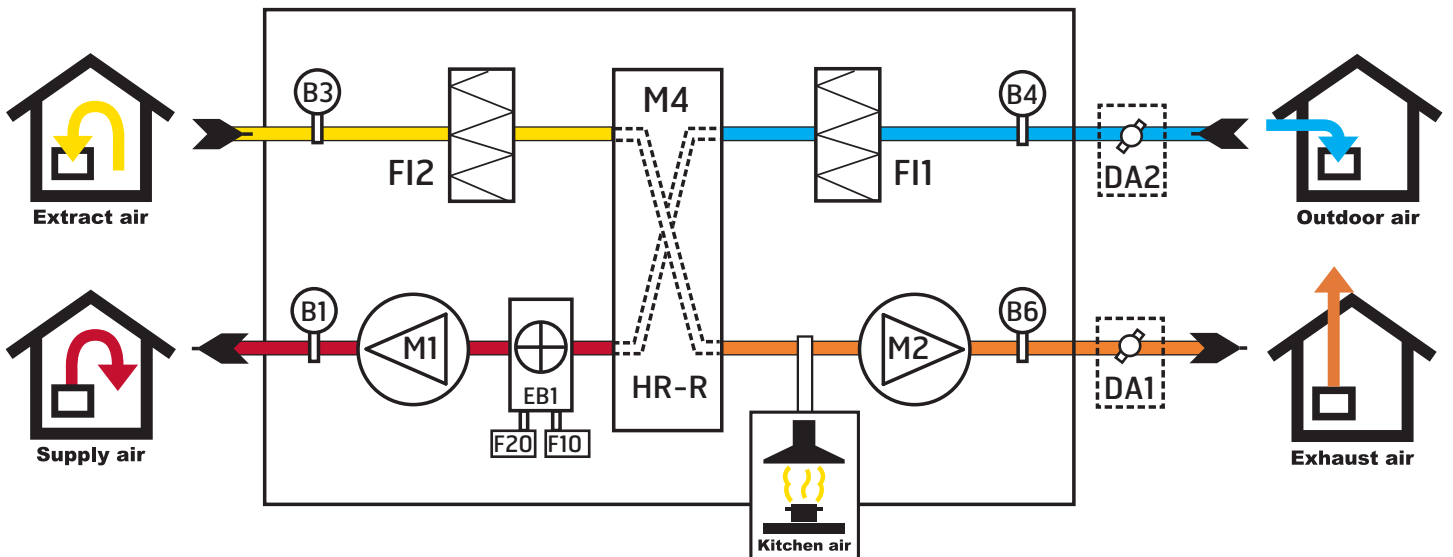 B3
FI2
M4
FI1
B4
DA2
Extract air
Outdoor air
B1
M1
EB1
F20
F10
HR-R
M2
B6
DA1
Supply air
Exhaust air
Kitchen air